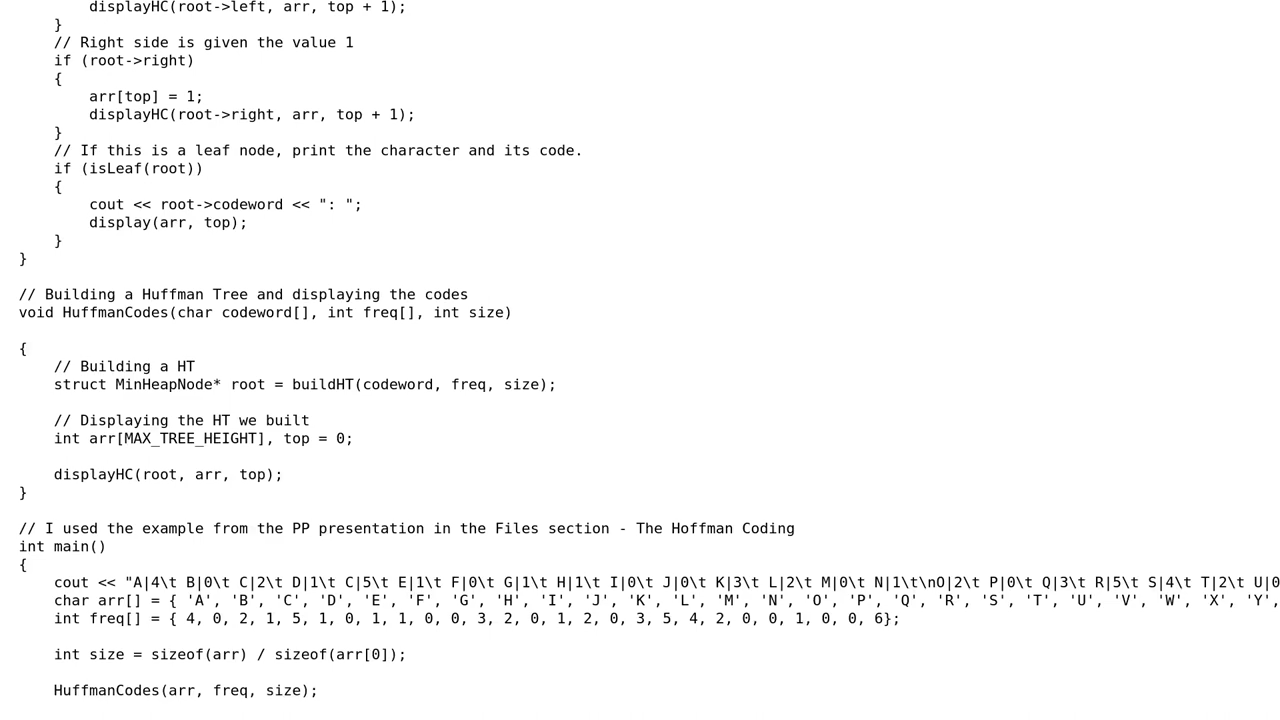 displayHC(root->left, arr, top + 1);
    }
    // Right side is given the value 1
    if (root->right)
    {
        arr[top] = 1;
        displayHC(root->right, arr, top + 1);
    }
    // If this is a leaf node, print the character and its code.
    if (isLeaf(root))
    {
        cout << root->codeword << ": ";
        display(arr, top);
    }
}

// Building a Huffman Tree and displaying the codes
void HuffmanCodes(char codeword[], int freq[], int size)

{
    // Building a HT
    struct MinHeapNode* root = buildHT(codeword, freq, size);

    // Displaying the HT we built
    int arr[MAX_TREE_HEIGHT], top = 0;

    displayHC(root, arr, top);
}

// I used the example from the PP presentation in the Files section - The Hoffman Coding
int main()
{
    cout << "A|4\t B|0\t C|2\t D|1\t C|5\t E|1\t F|0\t G|1\t H|1\t I|0\t J|0\t K|3\t L|2\t M|0\t N|1\t\nO|2\t P|0\t Q|3\t R|5\t S|4\t T|2\t U|0
    char arr[] = { 'A', 'B', 'C', 'D', 'E', 'F', 'G', 'H', 'I', 'J', 'K', 'L', 'M', 'N', 'O', 'P', 'Q', 'R', 'S', 'T', 'U', 'V', 'W', 'X', 'Y',
    int freq[] = { 4, 0, 2, 1, 5, 1, 0, 1, 1, 0, 0, 3, 2, 0, 1, 2, 0, 3, 5, 4, 2, 0, 0, 1, 0, 0, 6};

    int size = sizeof(arr) / sizeof(arr[0]);

    HuffmanCodes(arr, freq, size);